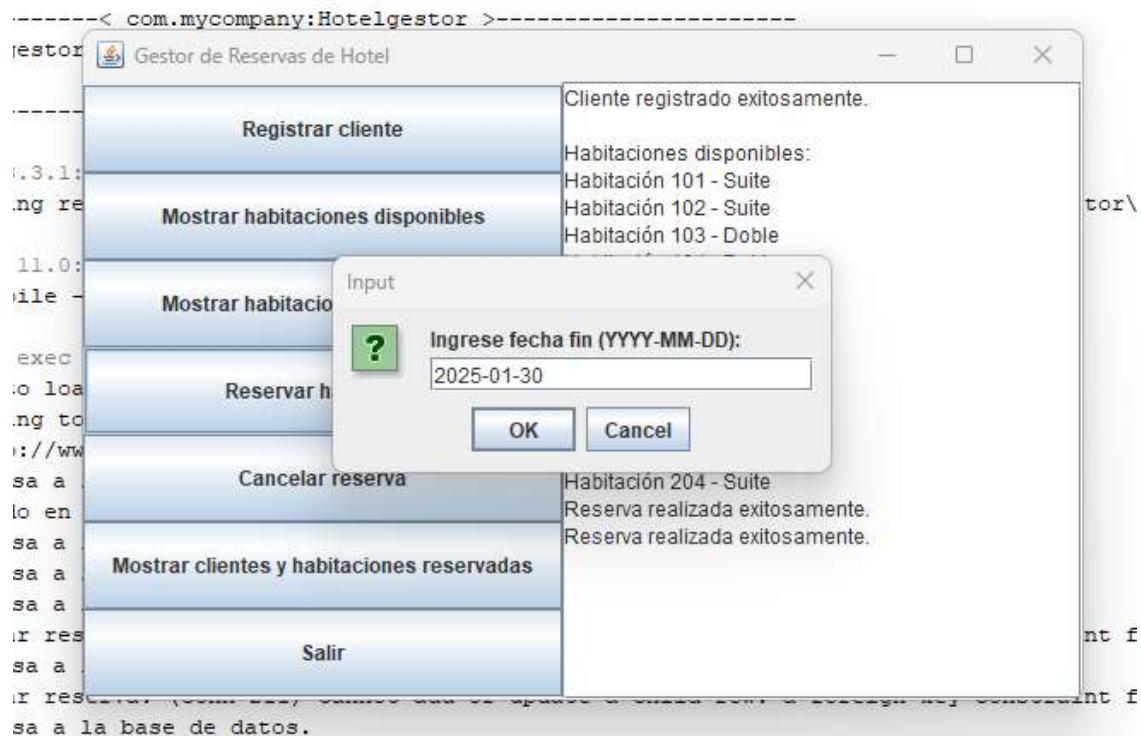 ------< com.mycompany:Hotelgestor >----------------------
gestor
Gestor de Reservas de Hotel
Registrar cliente
Mostrar habitaciones disponibles
Mostrar habitacio
Reservar h
Cancelar reserva
Mostrar clientes y habitaciones reservadas
Salir
Cliente registrado exitosamente.
Habitaciones disponibles:
Habitación 101 - Suite
Habitación 102 - Suite
Habitación 103 - Doble
Input
?
Ingrese fecha fin (YYYY-MM-DD):
2025-01-30
OK
Cancel
Habitación 204 - Suite
Reserva realizada exitosamente.
Reserva realizada exitosamente.
.3.1:
ng re
tor\
11.0:
ile -
exec
o loa
ng to
://ww
sa a
o en
sa a
sa a
sa a
r res
nt f
sa a
r res
nt f
sa a la base de datos.